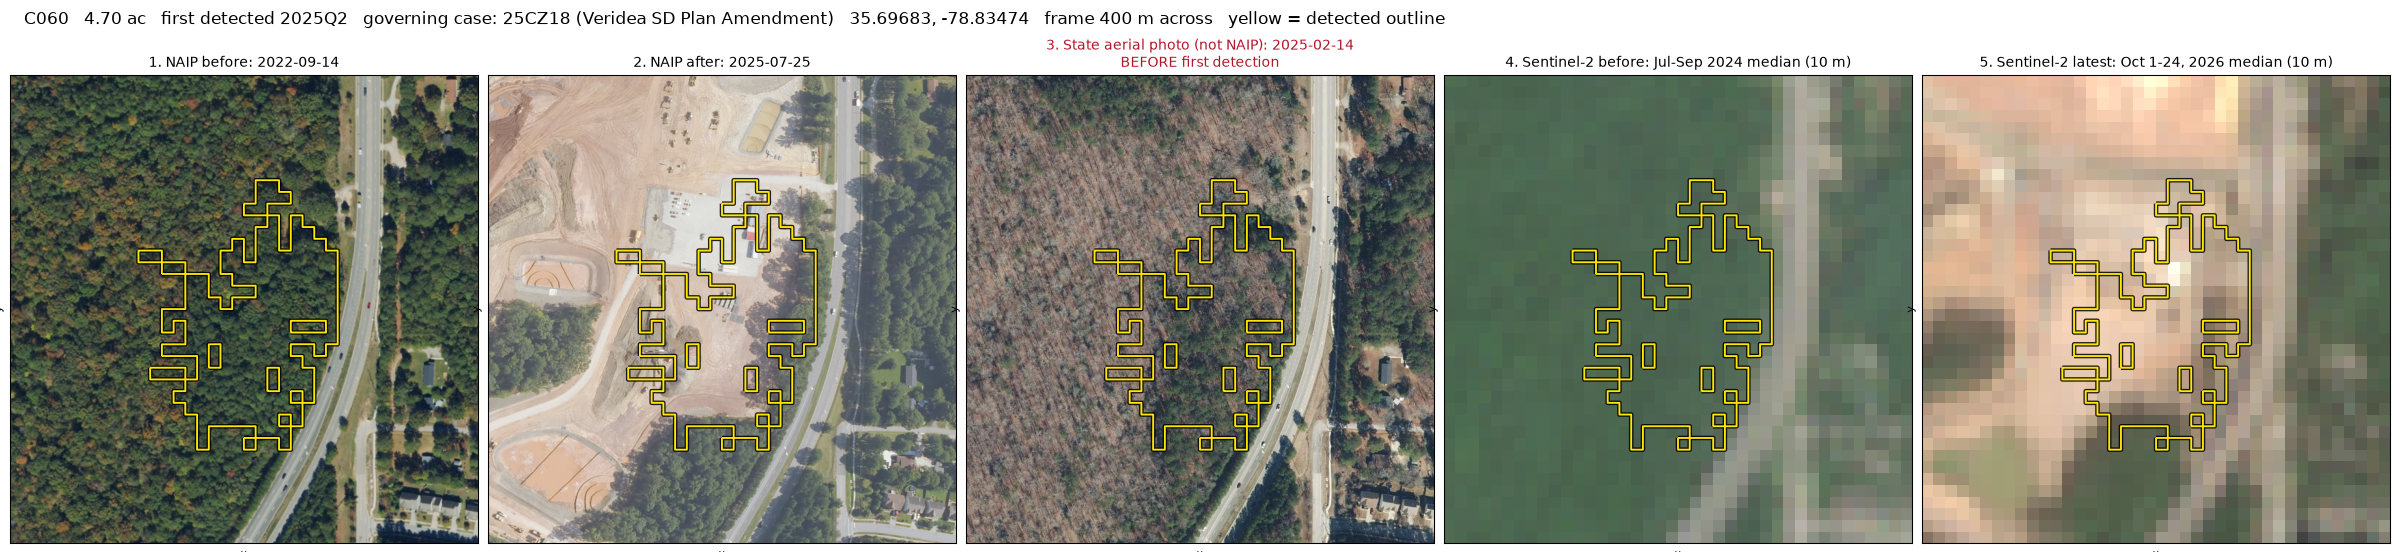 C060   4.70 ac   first detected 2025Q2   governing case: 25CZ18 (Veridea SD Plan Amendment)   35.69683, -78.83474   frame 400 m across   yellow = detected outline
1. NAIP before: 2022-09-14
2. NAIP after: 2025-07-25
3. State aerial photo (not NAIP): 2025-02-14
BEFORE first detection
4. Sentinel-2 before: Jul-Sep 2024 median (10 m)
5. Sentinel-2 latest: Oct 1-24, 2026 median (10 m)